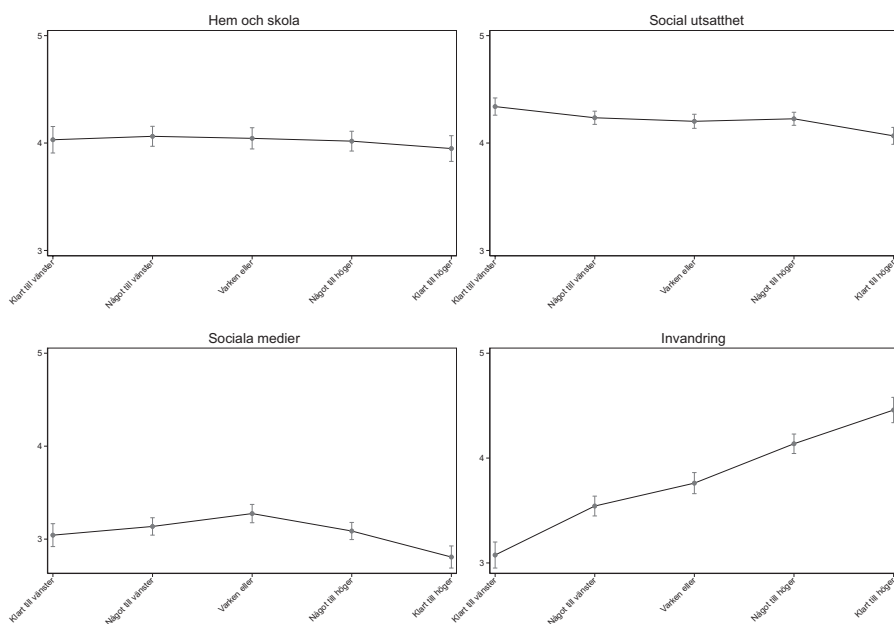 Hem och skola
5
4
3
Klart till vänster
Något till vänster
Varken eller
Något till höger
Klart till höger
Social utsatthet
5
4
3
Klart till vänster
Något till vänster
Varken eller
Något till höger
Klart till höger
Sociala medier
5
4
3
Klart till vänster
Något till vänster
Varken eller
Något till höger
Klart till höger
Invandring
5
4
3
Klart till vänster
Något till vänster
Varken eller
Något till höger
Klart till höger